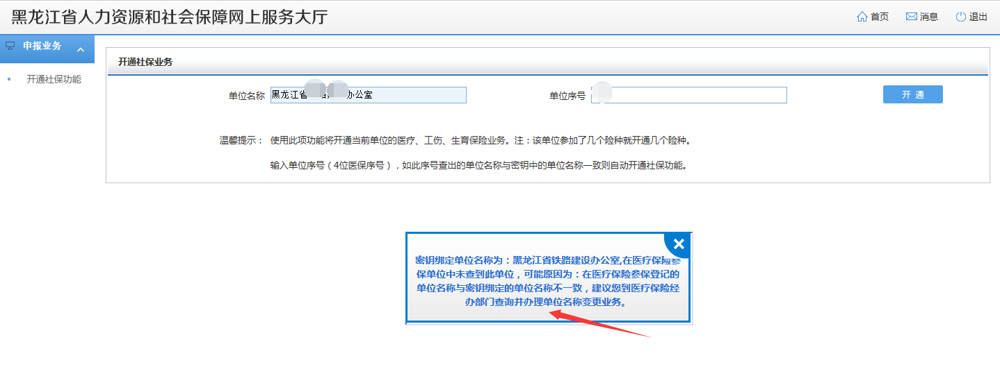 黑龙江省人力资源和社会保障网上服务大厅
首页 消息 退出
申报业务
开通社保功能
开通社保业务
单位名称 黑龙江省 办公室 单位序号 开 通
温馨提示： 使用此项功能将开通当前单位的医疗、工伤、生育保险业务。注：该单位参加了几个险种就开通几个险种。
输入单位序号（4位医保序号），如此序号查出的单位名称与密钥中的单位名称一致则自动开通社保功能。
密钥绑定单位名称为：黑龙江省铁路建设办公室,在医疗保险参
保单位中未查到此单位，可能原因为：在医疗保险参保登记的
单位名称与密钥绑定的单位名称不一致，建议您到医疗保险经
办部门查询并办理单位名称变更业务。